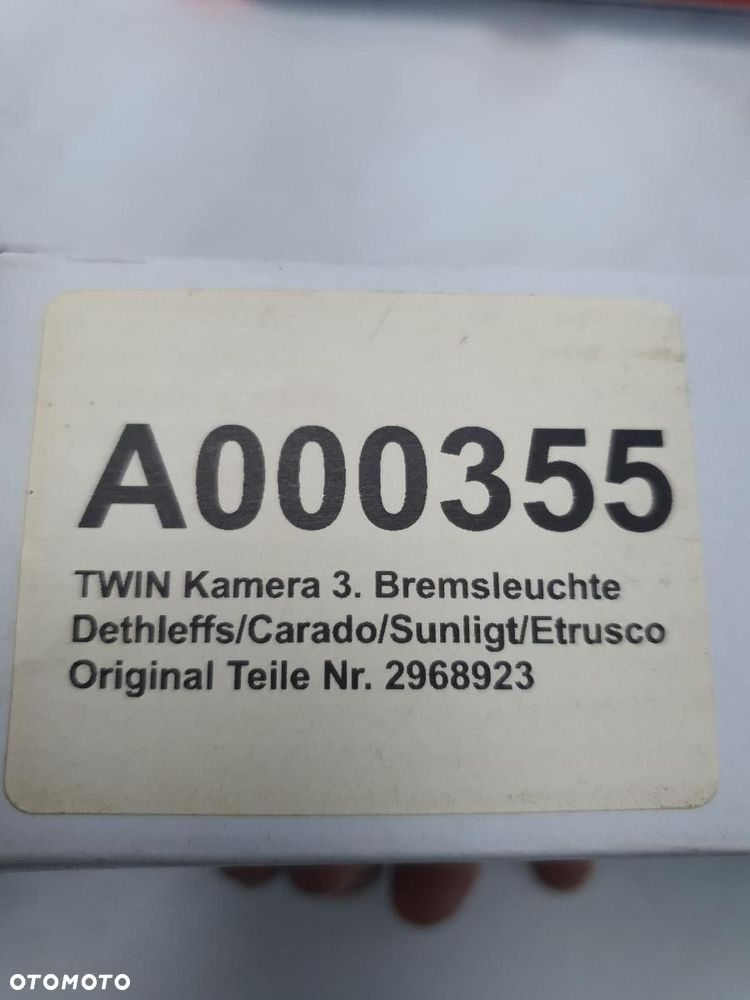 A000355
TWIN Kamera 3. Bremsleuchte
Dethleffs/Carado/Sunligt/Etrusco
Original Teile Nr. 2968923
OTOMOTO